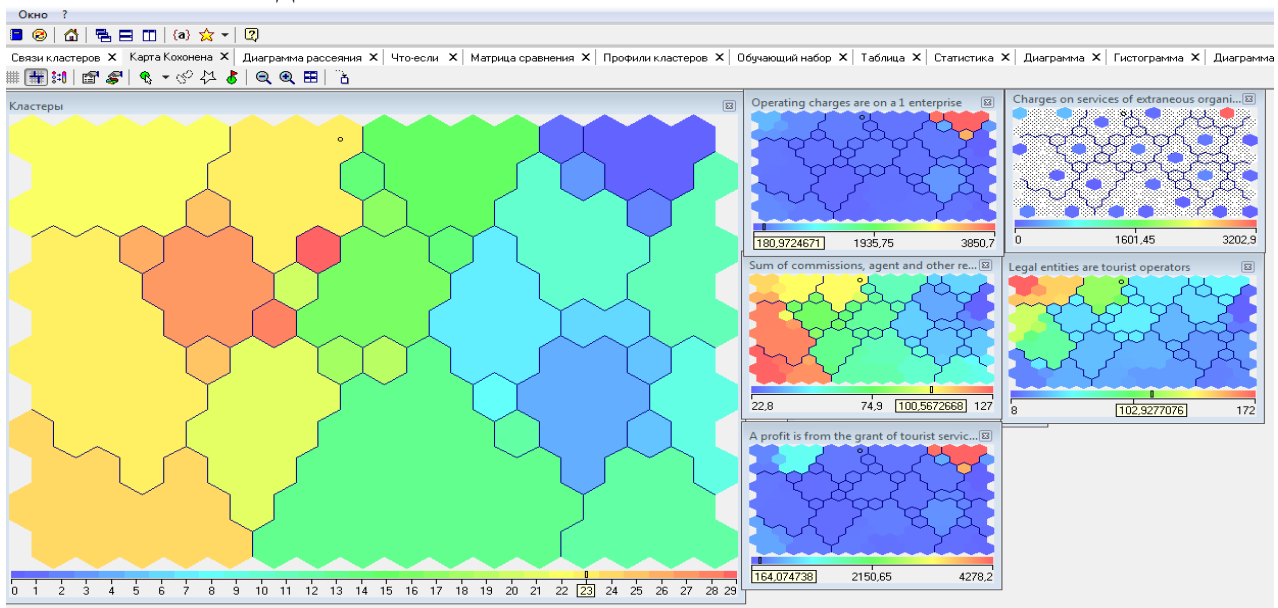 Окно ?
{a} ?
Связи кластеров X Карта Кохонена X Диаграмма рассеяния X Что-если X Матрица сравнения X Профили кластеров X Обучающий набор X Таблица X Статистика X Диаграмма X Гистограмма X Диаграмма
Кластеры
0 1 2 3 4 5 6 7 8 9 10 11 12 13 14 15 16 17 18 19 20 21 22 23 24 25 26 27 28 29
Operating charges are on a 1 enterprise
180,9724671 1935,75 3850,7
Charges on services of extraneous organi...
0 1601,45 3202,9
Sum of commissions, agent and other re...
22,8 74,9 100,5672668 127
Legal entities are tourist operators
8 102,9277076 172
A profit is from the grant of tourist servic...
164,074738 2150,65 4278,2